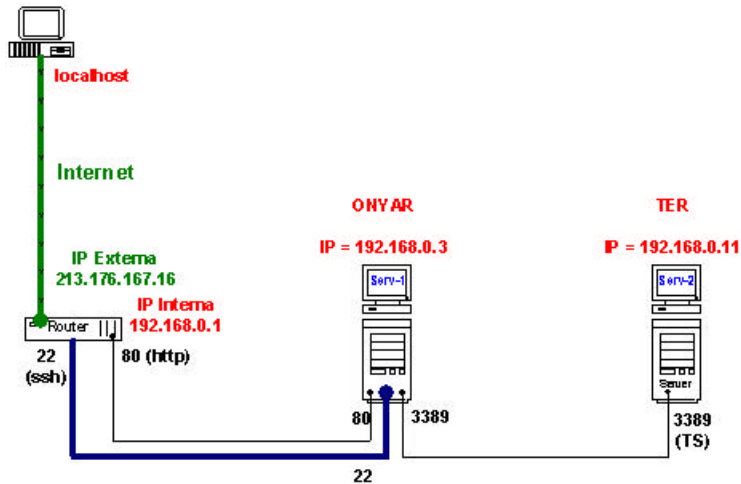 localhost
Internet
ONYAR
TER
IP = 192.168.0.3
IP = 192.168.0.11
IP Externa
213.176.167.16
Serv-1
Serv-2
IP Interna
192.168.0.1
Router
22
(ssh)
80 (http)
Server
80
3389
3389
(TS)
22